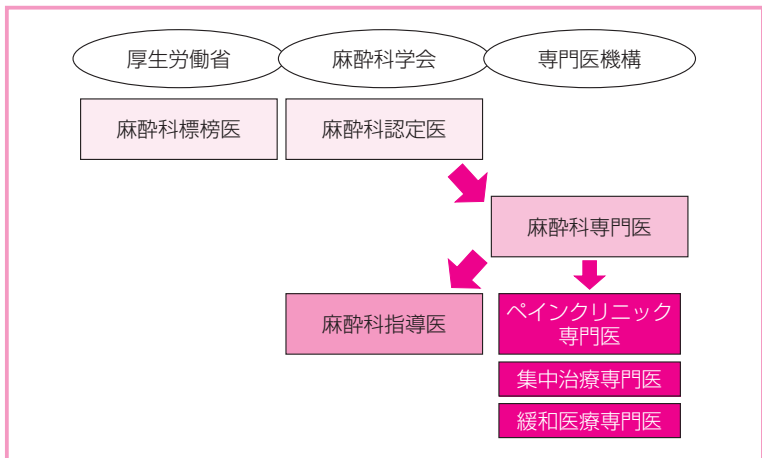 厚生労働省
麻酔科学会
専門医機構
麻酔科標榜医
麻酔科認定医
麻酔科専門医
麻酔科指導医
ペインクリニック
専門医
集中治療専門医
緩和医療専門医